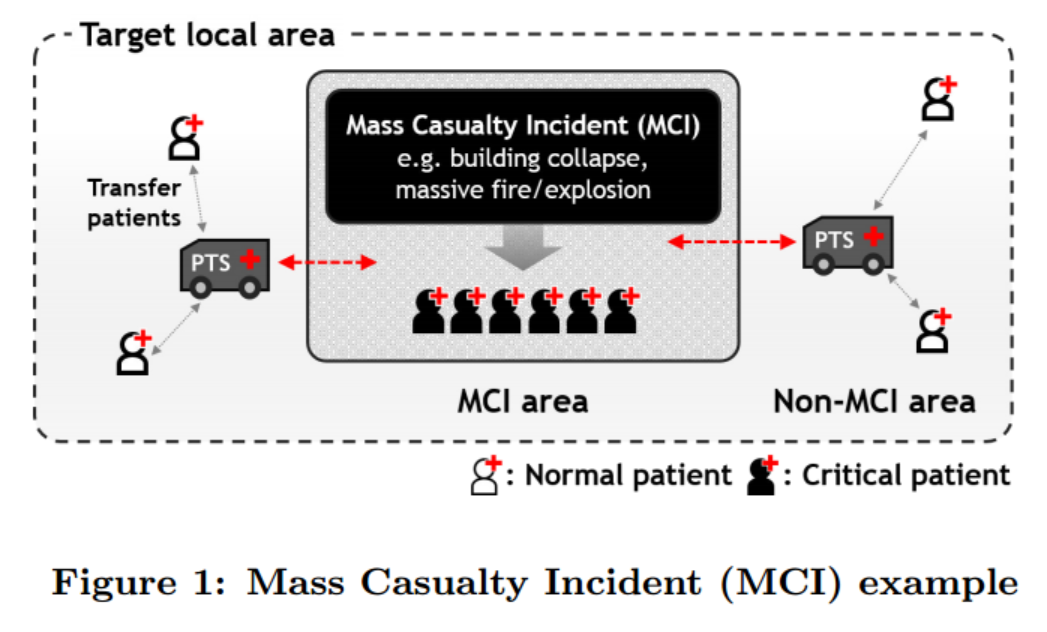 Target local area
Mass Casualty Incident (MCI)
e.g. building collapse,
massive fire/explosion
Transfer
patients
PTS
PTS
MCI area
Non-MCI area
: Normal patient : Critical patient
Figure 1: Mass Casualty Incident (MCI) example